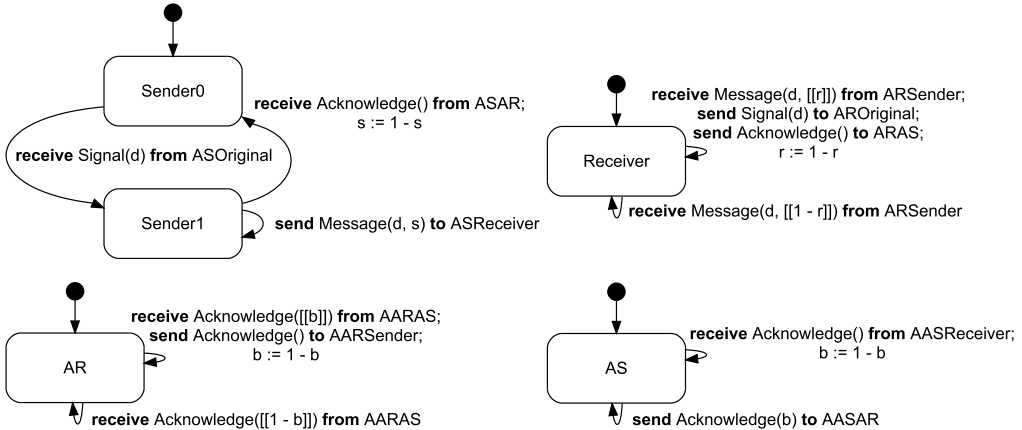 Sender0
receive Acknowledge() from ASAR;
s := 1 - s
receive Signal(d) from ASOriginal
Sender1
send Message(d, s) to ASReceiver
receive Message(d, [[r]]) from ARSender;
send Signal(d) to AROriginal;
send Acknowledge() to ARAS;
r := 1 - r
Receiver
receive Message(d, [[1 - r]]) from ARSender
receive Acknowledge([[b]]) from AARAS;
send Acknowledge() to AARSender;
b := 1 - b
AR
receive Acknowledge([[1 - b]]) from AARAS
receive Acknowledge() from AASReceiver;
b := 1 - b
AS
send Acknowledge(b) to AASAR